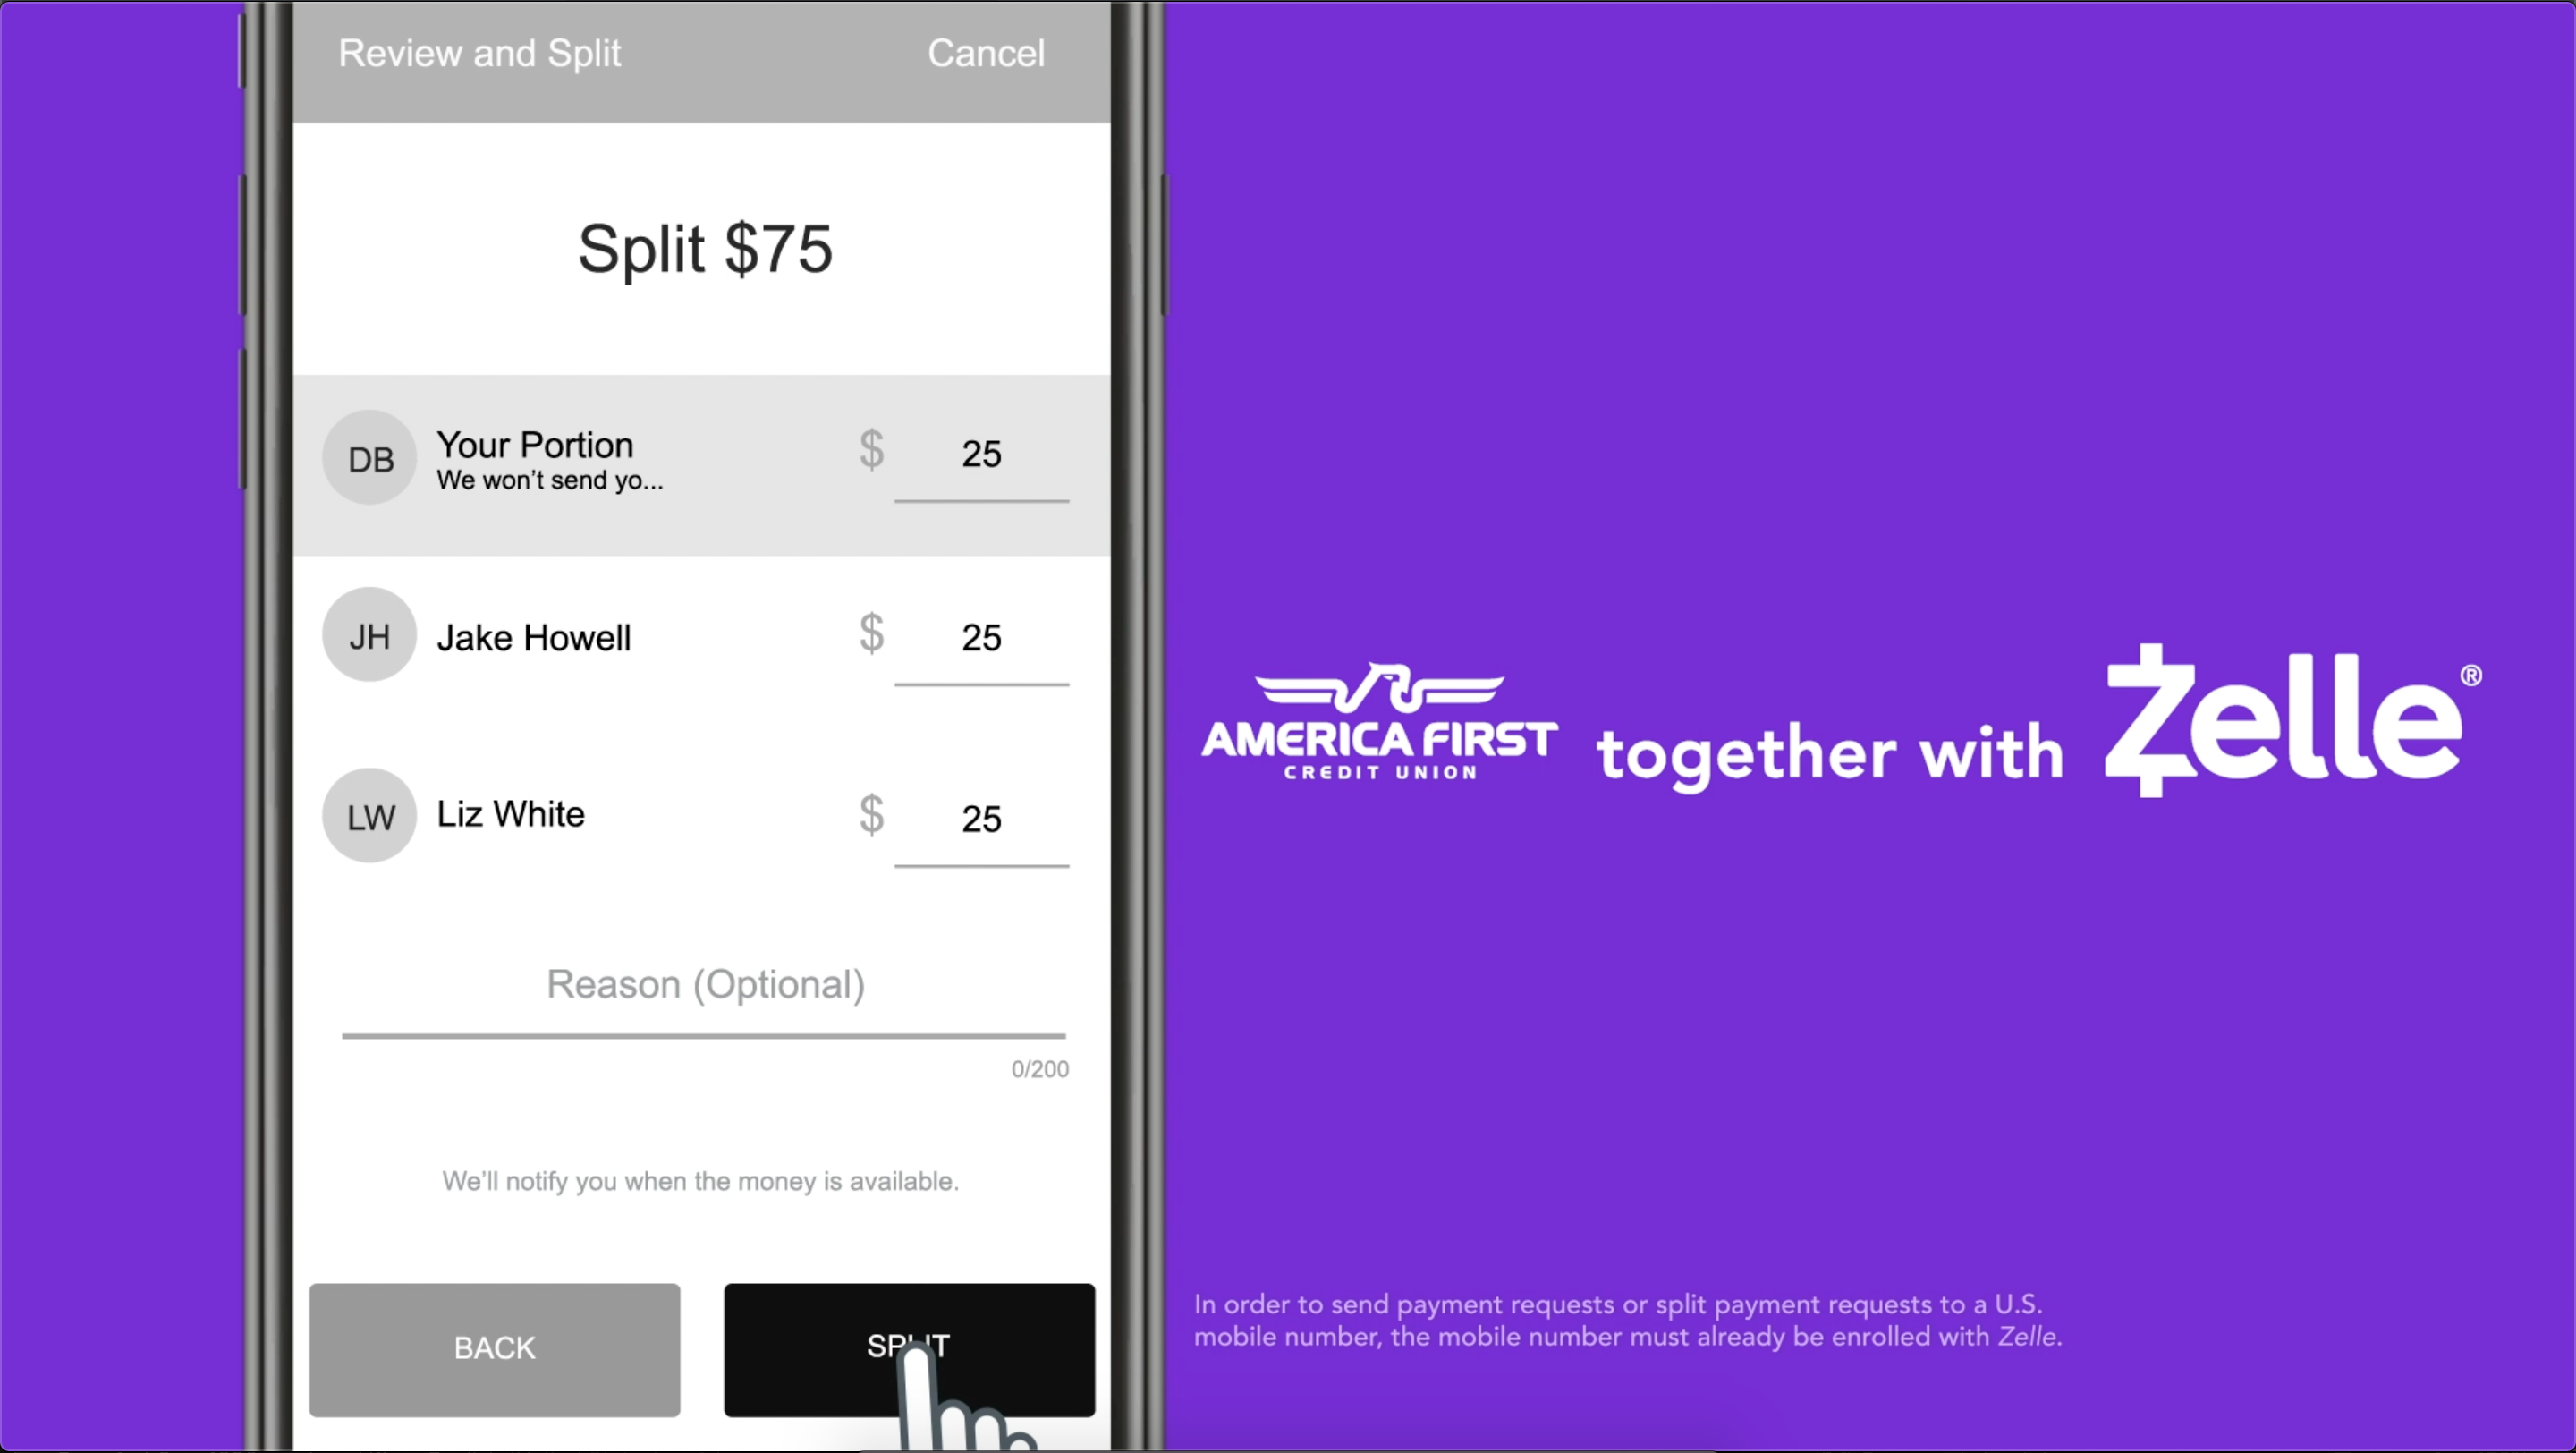 Review and Split Cancel
Split $75
DB Your Portion $ 25
We won't send yo...
JH Jake Howell $ 25
LW Liz White $ 25
Reason (Optional)
0/200
We'll notify you when the money is available.
BACK SPLIT
AMERICA FIRST
CREDIT UNION
together with Zelle®
In order to send payment requests or split payment requests to a U.S.
mobile number, the mobile number must already be enrolled with Zelle.